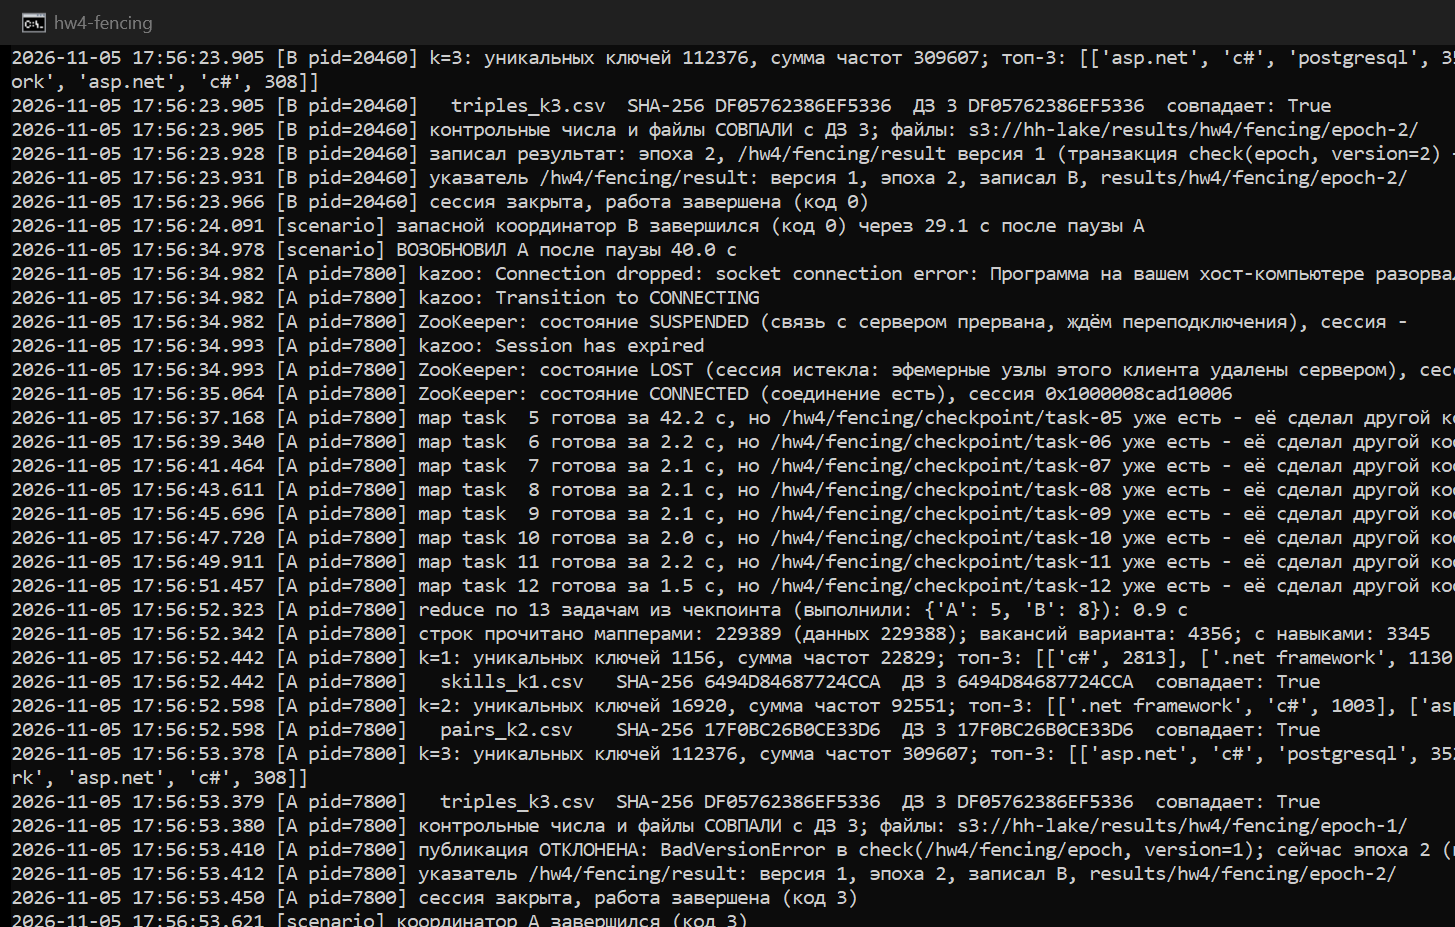 hw4-fencing
2026-11-05 17:56:23.905 [B pid=20460] k=3: уникальных ключей 112376, сумма частот 309607; топ-3: [['asp.net', 'c#', 'postgresql',
ork', 'asp.net', 'c#', 308]]
2026-11-05 17:56:23.905 [B pid=20460]   triples_k3.csv  SHA-256 DF05762386EF5336  ДЗ 3 DF05762386EF5336  совпадает: True
2026-11-05 17:56:23.905 [B pid=20460] контрольные числа и файлы СОВПАЛИ с ДЗ 3; файлы: s3://hh-lake/results/hw4/fencing/epoch-2/
2026-11-05 17:56:23.928 [B pid=20460] записал результат: эпоха 2, /hw4/fencing/result версия 1 (транзакция check(epoch, version=2)
2026-11-05 17:56:23.931 [B pid=20460] указатель /hw4/fencing/result: версия 1, эпоха 2, записал B, results/hw4/fencing/epoch-2/
2026-11-05 17:56:23.966 [B pid=20460] сессия закрыта, работа завершена (код 0)
2026-11-05 17:56:24.091 [scenario] запасной координатор B завершился (код 0) через 29.1 с после паузы A
2026-11-05 17:56:34.978 [scenario] ВОЗОБНОВИЛ A после паузы 40.0 с
2026-11-05 17:56:34.982 [A pid=7800] kazoo: Connection dropped: socket connection error: Программа на вашем хост-компьютере разорва
2026-11-05 17:56:34.982 [A pid=7800] kazoo: Transition to CONNECTING
2026-11-05 17:56:34.982 [A pid=7800] ZooKeeper: состояние SUSPENDED (связь с сервером прервана, ждём переподключения), сессия -
2026-11-05 17:56:34.993 [A pid=7800] kazoo: Session has expired
2026-11-05 17:56:34.993 [A pid=7800] ZooKeeper: состояние LOST (сессия истекла: эфемерные узлы этого клиента удалены сервером), сес
2026-11-05 17:56:35.064 [A pid=7800] ZooKeeper: состояние CONNECTED (соединение есть), сессия 0x1000008cad10006
2026-11-05 17:56:37.168 [A pid=7800] map task  5 готова за 42.2 с, но /hw4/fencing/checkpoint/task-05 уже есть - её сделал другой ко
2026-11-05 17:56:39.340 [A pid=7800] map task  6 готова за 2.2 с, но /hw4/fencing/checkpoint/task-06 уже есть - её сделал другой коо
2026-11-05 17:56:41.464 [A pid=7800] map task  7 готова за 2.1 с, но /hw4/fencing/checkpoint/task-07 уже есть - её сделал другой коо
2026-11-05 17:56:43.611 [A pid=7800] map task  8 готова за 2.1 с, но /hw4/fencing/checkpoint/task-08 уже есть - её сделал другой коо
2026-11-05 17:56:45.696 [A pid=7800] map task  9 готова за 2.1 с, но /hw4/fencing/checkpoint/task-09 уже есть - её сделал другой коо
2026-11-05 17:56:47.720 [A pid=7800] map task 10 готова за 2.0 с, но /hw4/fencing/checkpoint/task-10 уже есть - её сделал другой коо
2026-11-05 17:56:49.911 [A pid=7800] map task 11 готова за 2.2 с, но /hw4/fencing/checkpoint/task-11 уже есть - её сделал другой коо
2026-11-05 17:56:51.457 [A pid=7800] map task 12 готова за 1.5 с, но /hw4/fencing/checkpoint/task-12 уже есть - её сделал другой коо
2026-11-05 17:56:52.323 [A pid=7800] reduce по 13 задачам из чекпоинта (выполнили: {'A': 5, 'B': 8}): 0.9 с
2026-11-05 17:56:52.342 [A pid=7800] строк прочитано мапперами: 229389 (данных 229388); вакансий варианта: 4356; с навыками: 3345
2026-11-05 17:56:52.442 [A pid=7800] k=1: уникальных ключей 1156, сумма частот 22829; топ-3: [['c#', 2813], ['.net framework', 1130
2026-11-05 17:56:52.442 [A pid=7800]   skills_k1.csv   SHA-256 6494D84687724CCA  ДЗ 3 6494D84687724CCA  совпадает: True
2026-11-05 17:56:52.598 [A pid=7800] k=2: уникальных ключей 16920, сумма частот 92551; топ-3: [['.net framework', 'c#', 1003], ['as
2026-11-05 17:56:52.598 [A pid=7800]   pairs_k2.csv    SHA-256 17F0BC26B0CE33D6  ДЗ 3 17F0BC26B0CE33D6  совпадает: True
2026-11-05 17:56:53.378 [A pid=7800] k=3: уникальных ключей 112376, сумма частот 309607; топ-3: [['asp.net', 'c#', 'postgresql', 35
rk', 'asp.net', 'c#', 308]]
2026-11-05 17:56:53.379 [A pid=7800]   triples_k3.csv  SHA-256 DF05762386EF5336  ДЗ 3 DF05762386EF5336  совпадает: True
2026-11-05 17:56:53.380 [A pid=7800] контрольные числа и файлы СОВПАЛИ с ДЗ 3; файлы: s3://hh-lake/results/hw4/fencing/epoch-1/
2026-11-05 17:56:53.410 [A pid=7800] публикация ОТКЛОНЕНА: BadVersionError в check(/hw4/fencing/epoch, version=1); сейчас эпоха 2
2026-11-05 17:56:53.412 [A pid=7800] указатель /hw4/fencing/result: версия 1, эпоха 2, записал B, results/hw4/fencing/epoch-2/
2026-11-05 17:56:53.450 [A pid=7800] сессия закрыта, работа завершена (код 3)
2026-11-05 17:56:53.621 [scenario] координатор A завершился (код 3)